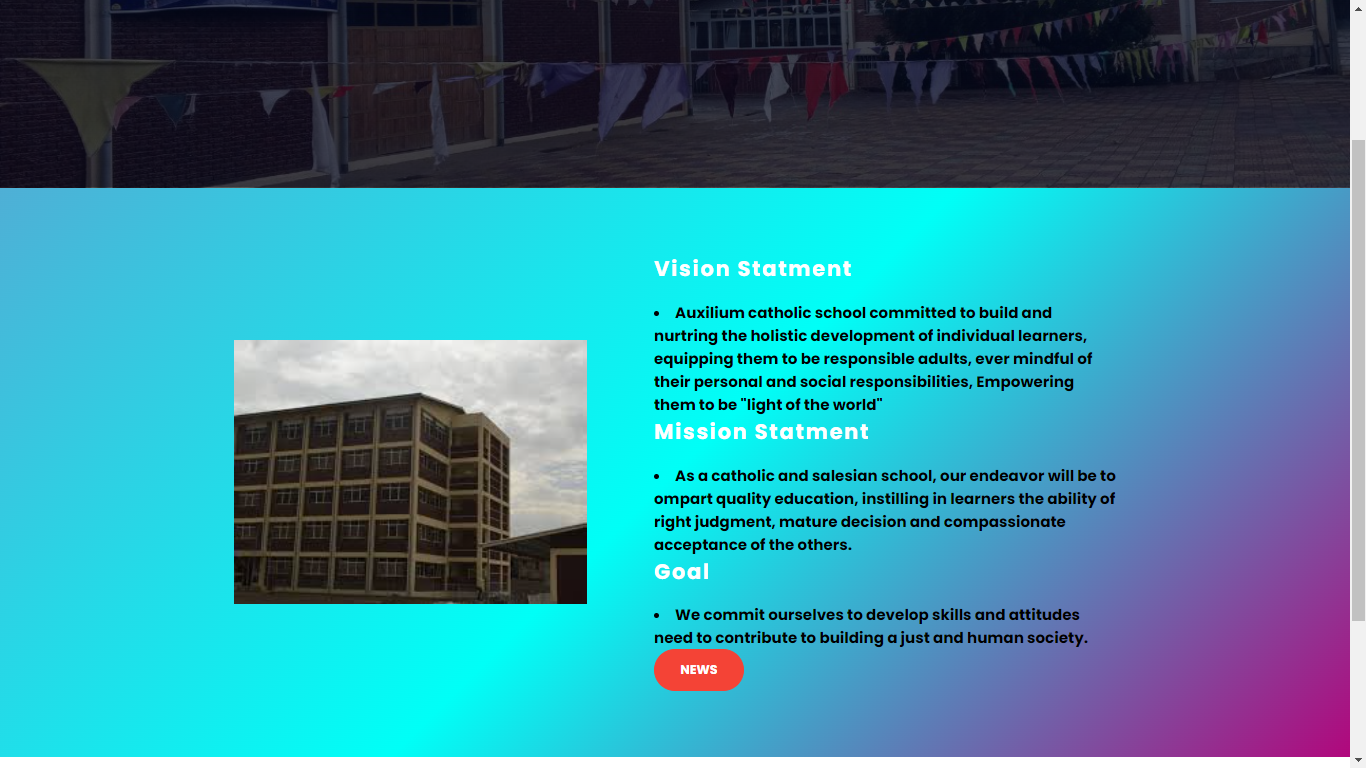 Vision Statment
• Auxilium catholic school committed to build and
nurtring the holistic development of individual learners,
equipping them to be responsible adults, ever mindful of
their personal and social responsibilities, Empowering
them to be "light of the world"
Mission Statment
• As a catholic and salesian school, our endeavor will be to
ompart quality education, instilling in learners the ability of
right judgment, mature decision and compassionate
acceptance of the others.
Goal
• We commit ourselves to develop skills and attitudes
need to contribute to building a just and human society.
NEWS